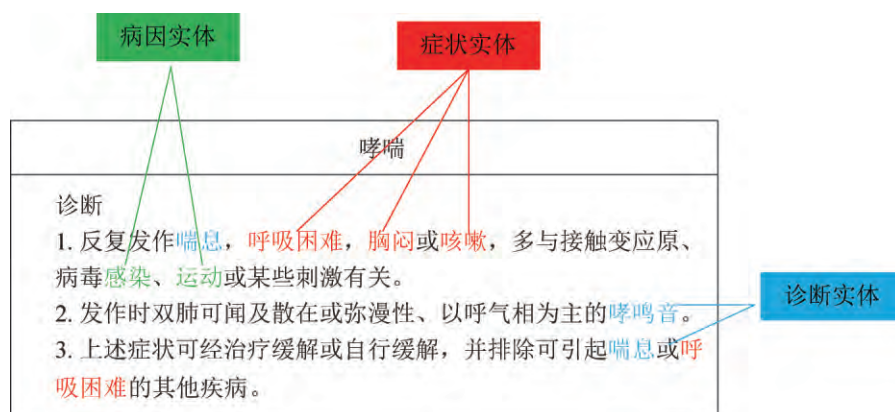 病因实体
症状实体
哮喘
诊断
1. 反复发作喘息，呼吸困难，胸闷或咳嗽，多与接触变应原、
病毒感染、运动或某些刺激有关。
诊断实体
2. 发作时双肺可闻及散在或弥漫性、以呼气相为主的哮鸣音。
3. 上述症状可经治疗缓解或自行缓解，并排除可引起喘息或呼
吸困难的其他疾病。